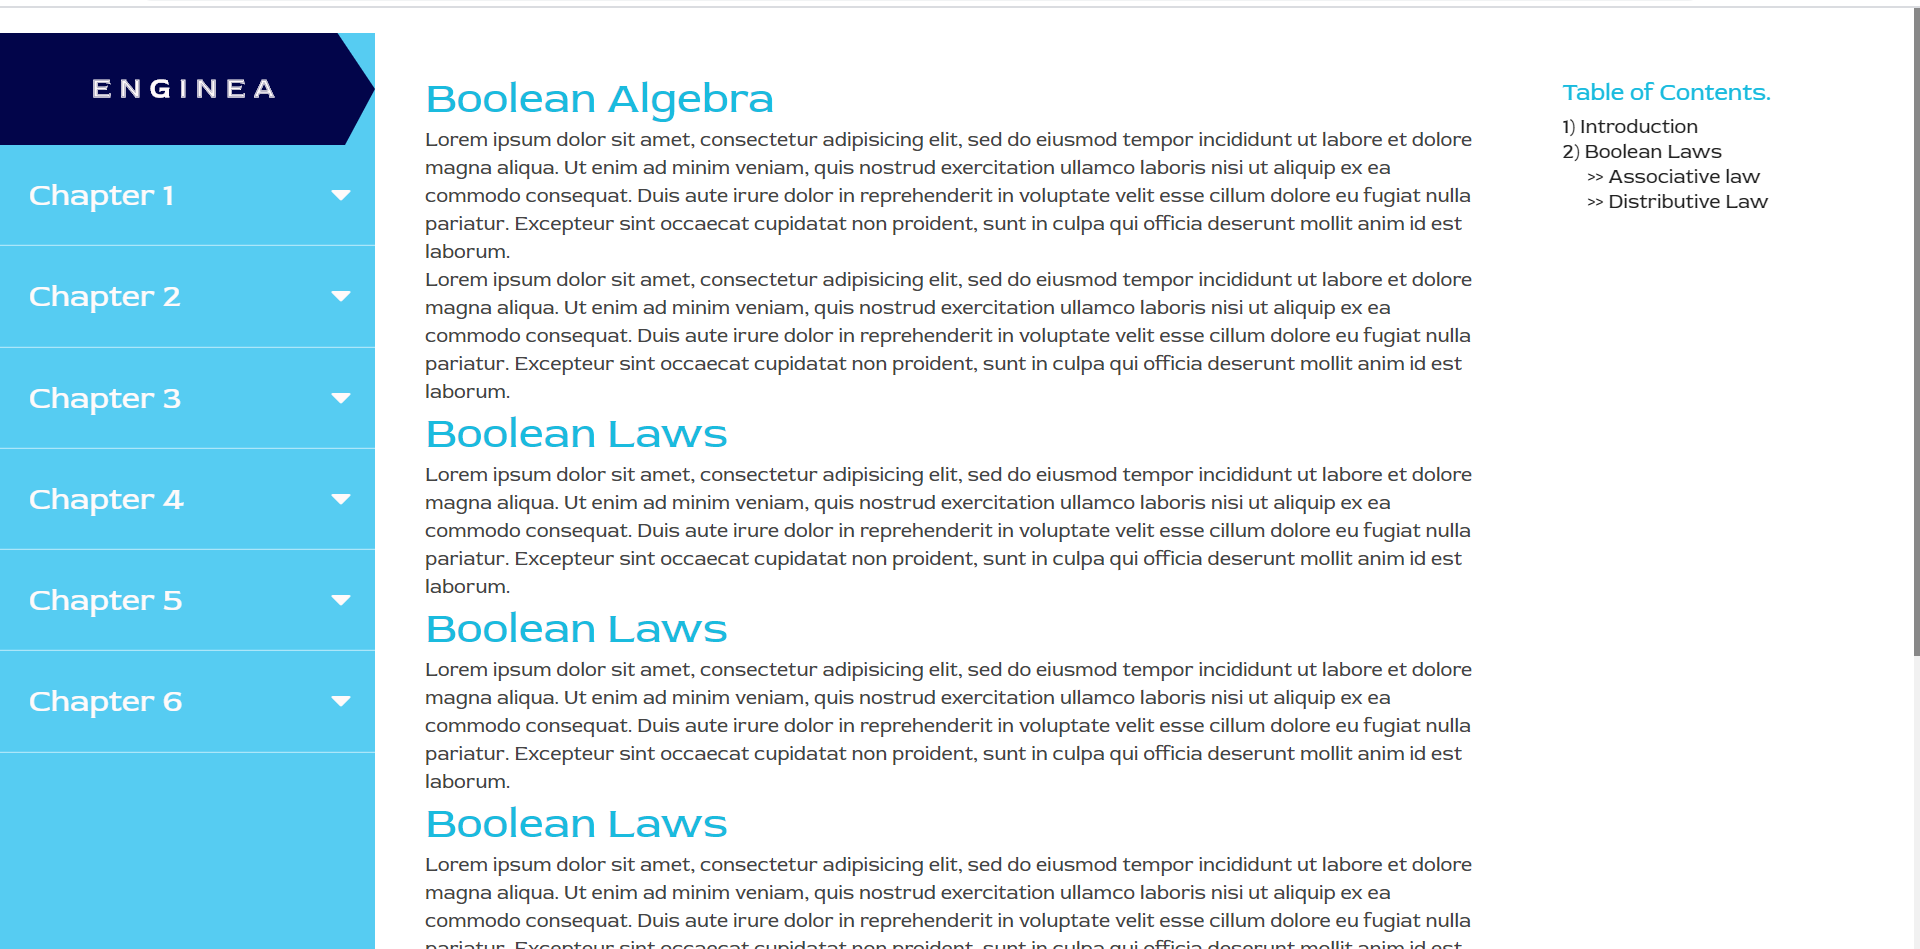 ENGINEA
Chapter 1
Chapter 2
Chapter 3
Chapter 4
Chapter 5
Chapter 6
Boolean Algebra
Lorem ipsum dolor sit amet, consectetur adipisicing elit, sed do eiusmod tempor incididunt ut labore et dolore
magna aliqua. Ut enim ad minim veniam, quis nostrud exercitation ullamco laboris nisi ut aliquip ex ea
commodo consequat. Duis aute irure dolor in reprehenderit in voluptate velit esse cillum dolore eu fugiat nulla
pariatur. Excepteur sint occaecat cupidatat non proident, sunt in culpa qui officia deserunt mollit anim id est
laborum.
Lorem ipsum dolor sit amet, consectetur adipisicing elit, sed do eiusmod tempor incididunt ut labore et dolore
magna aliqua. Ut enim ad minim veniam, quis nostrud exercitation ullamco laboris nisi ut aliquip ex ea
commodo consequat. Duis aute irure dolor in reprehenderit in voluptate velit esse cillum dolore eu fugiat nulla
pariatur. Excepteur sint occaecat cupidatat non proident, sunt in culpa qui officia deserunt mollit anim id est
laborum.
Boolean Laws
Lorem ipsum dolor sit amet, consectetur adipisicing elit, sed do eiusmod tempor incididunt ut labore et dolore
magna aliqua. Ut enim ad minim veniam, quis nostrud exercitation ullamco laboris nisi ut aliquip ex ea
commodo consequat. Duis aute irure dolor in reprehenderit in voluptate velit esse cillum dolore eu fugiat nulla
pariatur. Excepteur sint occaecat cupidatat non proident, sunt in culpa qui officia deserunt mollit anim id est
laborum.
Boolean Laws
Lorem ipsum dolor sit amet, consectetur adipisicing elit, sed do eiusmod tempor incididunt ut labore et dolore
magna aliqua. Ut enim ad minim veniam, quis nostrud exercitation ullamco laboris nisi ut aliquip ex ea
commodo consequat. Duis aute irure dolor in reprehenderit in voluptate velit esse cillum dolore eu fugiat nulla
pariatur. Excepteur sint occaecat cupidatat non proident, sunt in culpa qui officia deserunt mollit anim id est
laborum.
Boolean Laws
Lorem ipsum dolor sit amet, consectetur adipisicing elit, sed do eiusmod tempor incididunt ut labore et dolore
magna aliqua. Ut enim ad minim veniam, quis nostrud exercitation ullamco laboris nisi ut aliquip ex ea
commodo consequat. Duis aute irure dolor in reprehenderit in voluptate velit esse cillum dolore eu fugiat nulla
pariatur. Excepteur sint occaecat cupidatat non proident, sunt in culpa qui officia deserunt mollit anim id est
Table of Contents.
1) Introduction
2) Boolean Laws
>> Associative law
>> Distributive Law